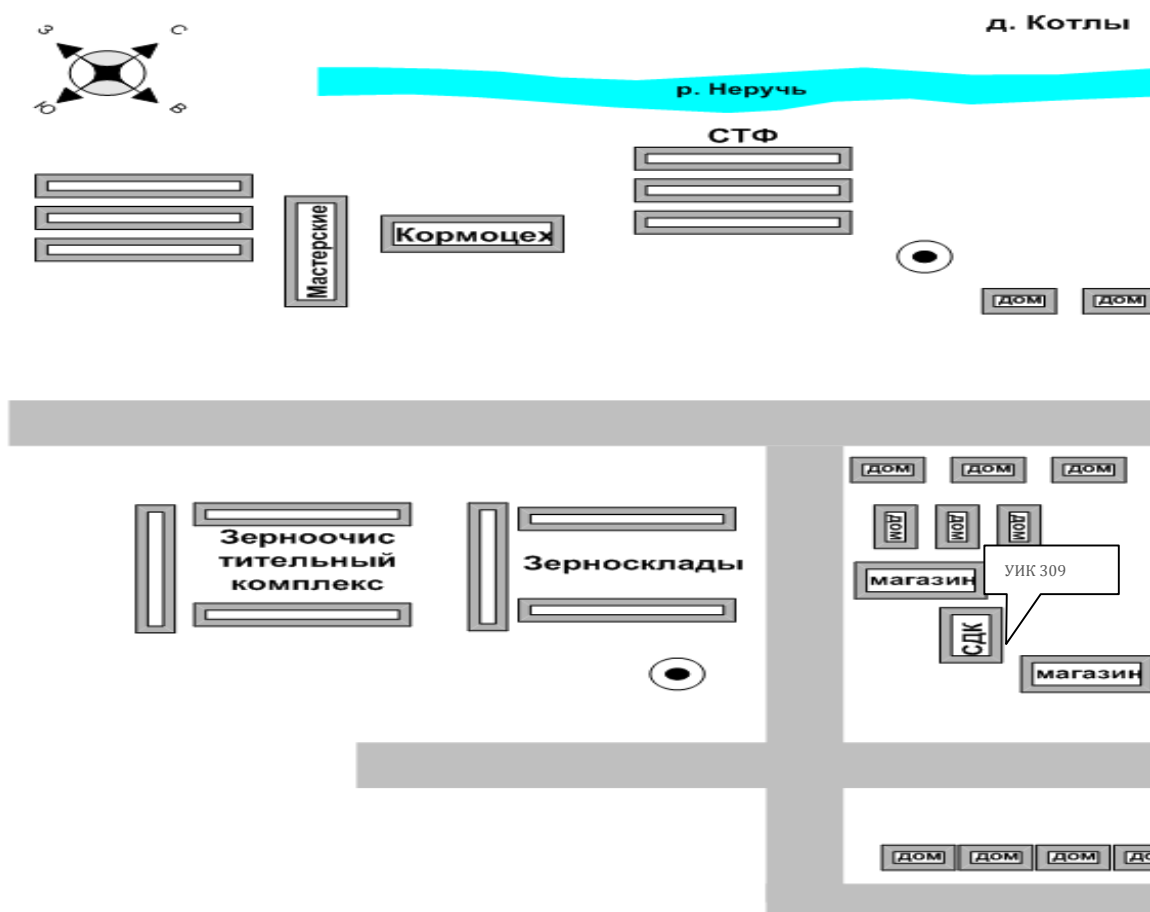 д. Котлы
З
С
Ю
В
р. Неручь
СТФ
Мастерские
Кормоцех
дом
дом
дом
дом
дом
Зерноочис
тительный
комплекс
Зерносклады
дом
дом
дом
магазин
УИК 309
СДК
магазин
дом
дом
дом
до